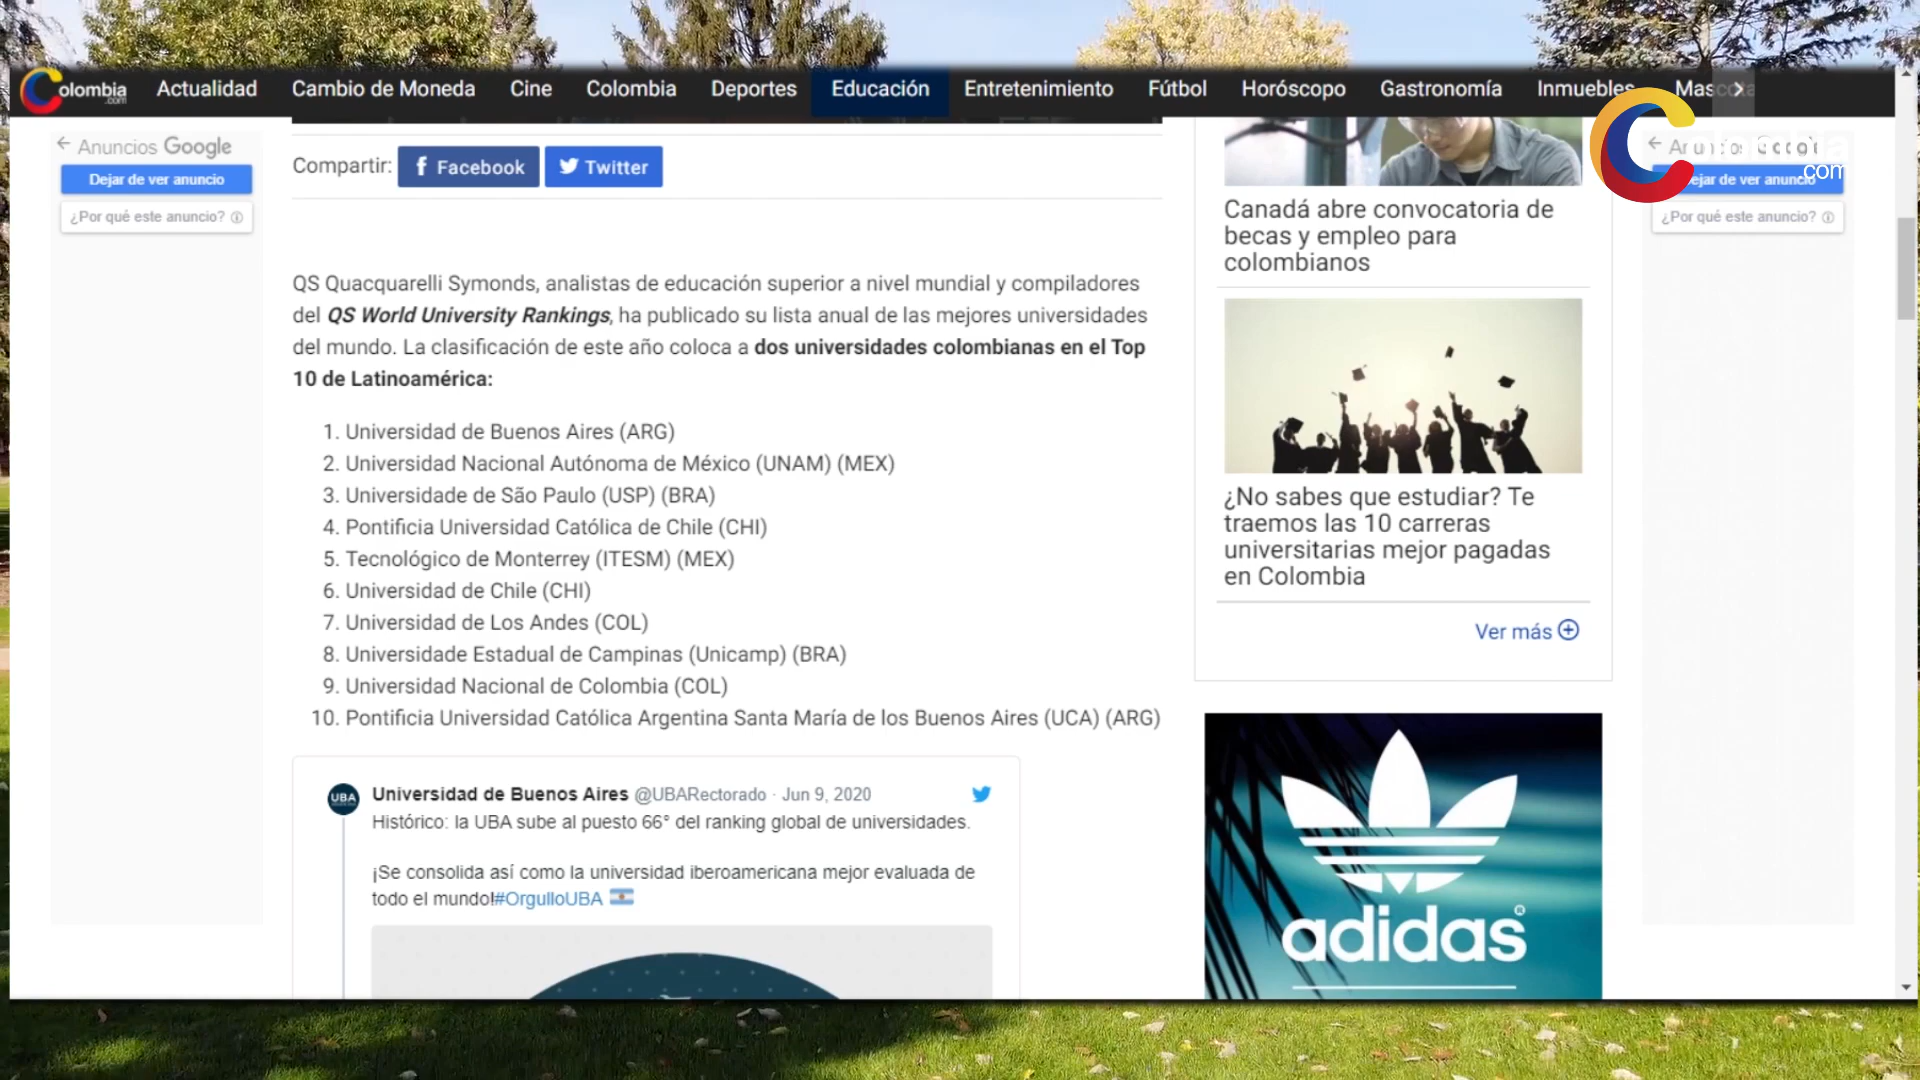 Colombia
.com
Actualidad
Cambio de Moneda
Cine
Colombia
Deportes
Educación
Entretenimiento
Fútbol
Horóscopo
Gastronomía
Inmuebles
Anuncios Google
Dejar de ver anuncio
¿Por qué este anuncio?
Compartir:
Facebook
Twitter
QS Quacquarelli Symonds, analistas de educación superior a nivel mundial y compiladores
del QS World University Rankings, ha publicado su lista anual de las mejores universidades
del mundo. La clasificación de este año coloca a dos universidades colombianas en el Top
10 de Latinoamérica:
1. Universidad de Buenos Aires (ARG)
2. Universidad Nacional Autónoma de México (UNAM) (MEX)
3. Universidade de São Paulo (USP) (BRA)
4. Pontificia Universidad Católica de Chile (CHI)
5. Tecnológico de Monterrey (ITESM) (MEX)
6. Universidad de Chile (CHI)
7. Universidad de Los Andes (COL)
8. Universidade Estadual de Campinas (Unicamp) (BRA)
9. Universidad Nacional de Colombia (COL)
10. Pontificia Universidad Católica Argentina Santa María de los Buenos Aires (UCA) (ARG)
UBA
Universidad de Buenos Aires @UBARectorado · Jun 9, 2020
Histórico: la UBA sube al puesto 66° del ranking global de universidades.
¡Se consolida así como la universidad iberoamericana mejor evaluada de
todo el mundo!#OrgulloUBA
Canadá abre convocatoria de
becas y empleo para
colombianos
¿No sabes que estudiar? Te
traemos las 10 carreras
universitarias mejor pagadas
en Colombia
Ver más
adidas®
.com
ejar de ver anuncio
¿Por qué este anuncio?